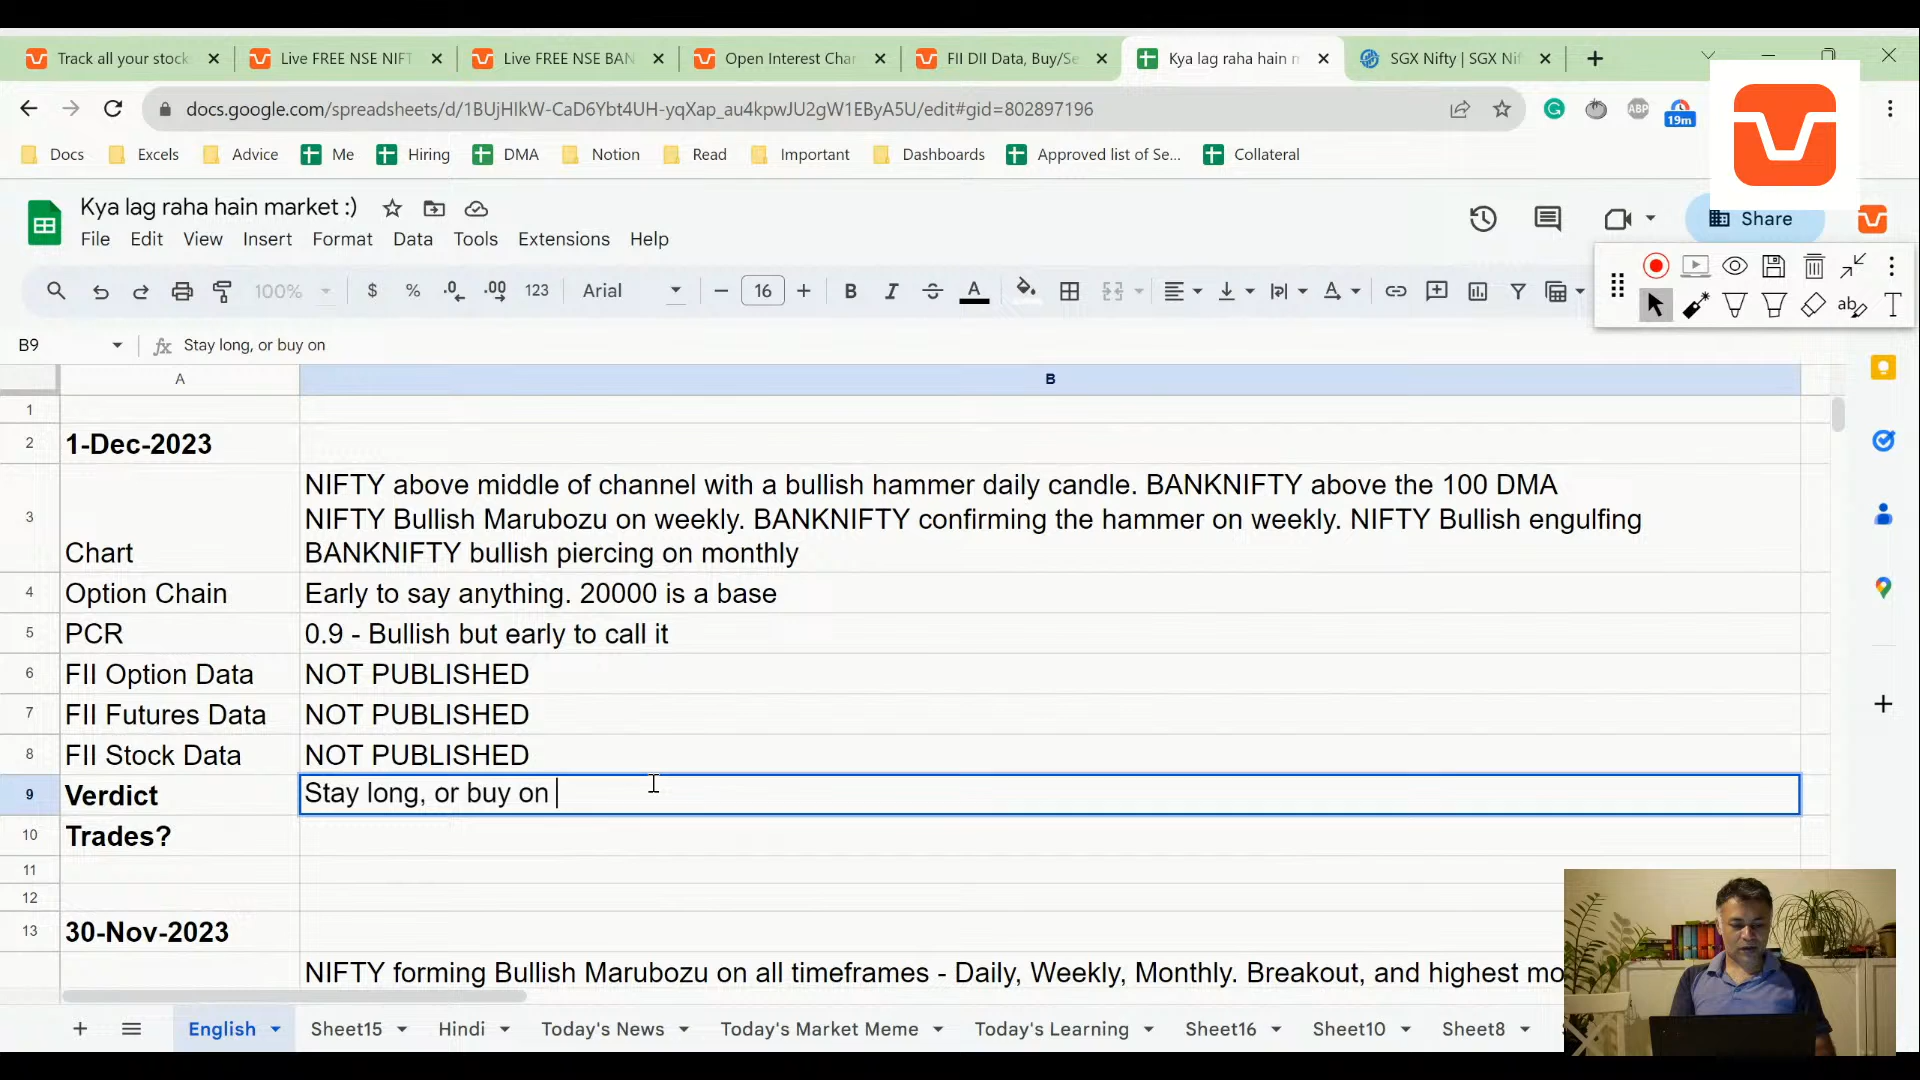 Track all your stock
Live FREE NSE NIFT
Live FREE NSE BAN
Open Interest Char
FII DII Data, Buy/Se
Kya lag raha hain m
SGX Nifty | SGX Nif
docs.google.com/spreadsheets/d/1BUjHIkW-CaD6Ybt4UH-yqXap_au4kpwJU2gW1EByA5U/edit#gid=802897196
ABP
19m
Docs
Excels
Advice
Me
Hiring
DMA
Notion
Read
Important
Dashboards
Approved list of Se...
Collateral
Kya lag raha hain market :)
File Edit View Insert Format Data Tools Extensions Help
Share
100% $ % .0 .00 123 Arial 16 B I A
B9
fx Stay long, or buy on
A B
1
2 1-Dec-2023
NIFTY above middle of channel with a bullish hammer daily candle. BANKNIFTY above the 100 DMA
NIFTY Bullish Marubozu on weekly. BANKNIFTY confirming the hammer on weekly. NIFTY Bullish engulfing
3 Chart BANKNIFTY bullish piercing on monthly
4 Option Chain Early to say anything. 20000 is a base
5 PCR 0.9 - Bullish but early to call it
6 FII Option Data NOT PUBLISHED
7 FII Futures Data NOT PUBLISHED
8 FII Stock Data NOT PUBLISHED
9 Verdict Stay long, or buy on
10 Trades?
11
12
13 30-Nov-2023
NIFTY forming Bullish Marubozu on all timeframes - Daily, Weekly, Monthly. Breakout, and highest mo
English Sheet15 Hindi Today's News Today's Market Meme Today's Learning Sheet16 Sheet10 Sheet8